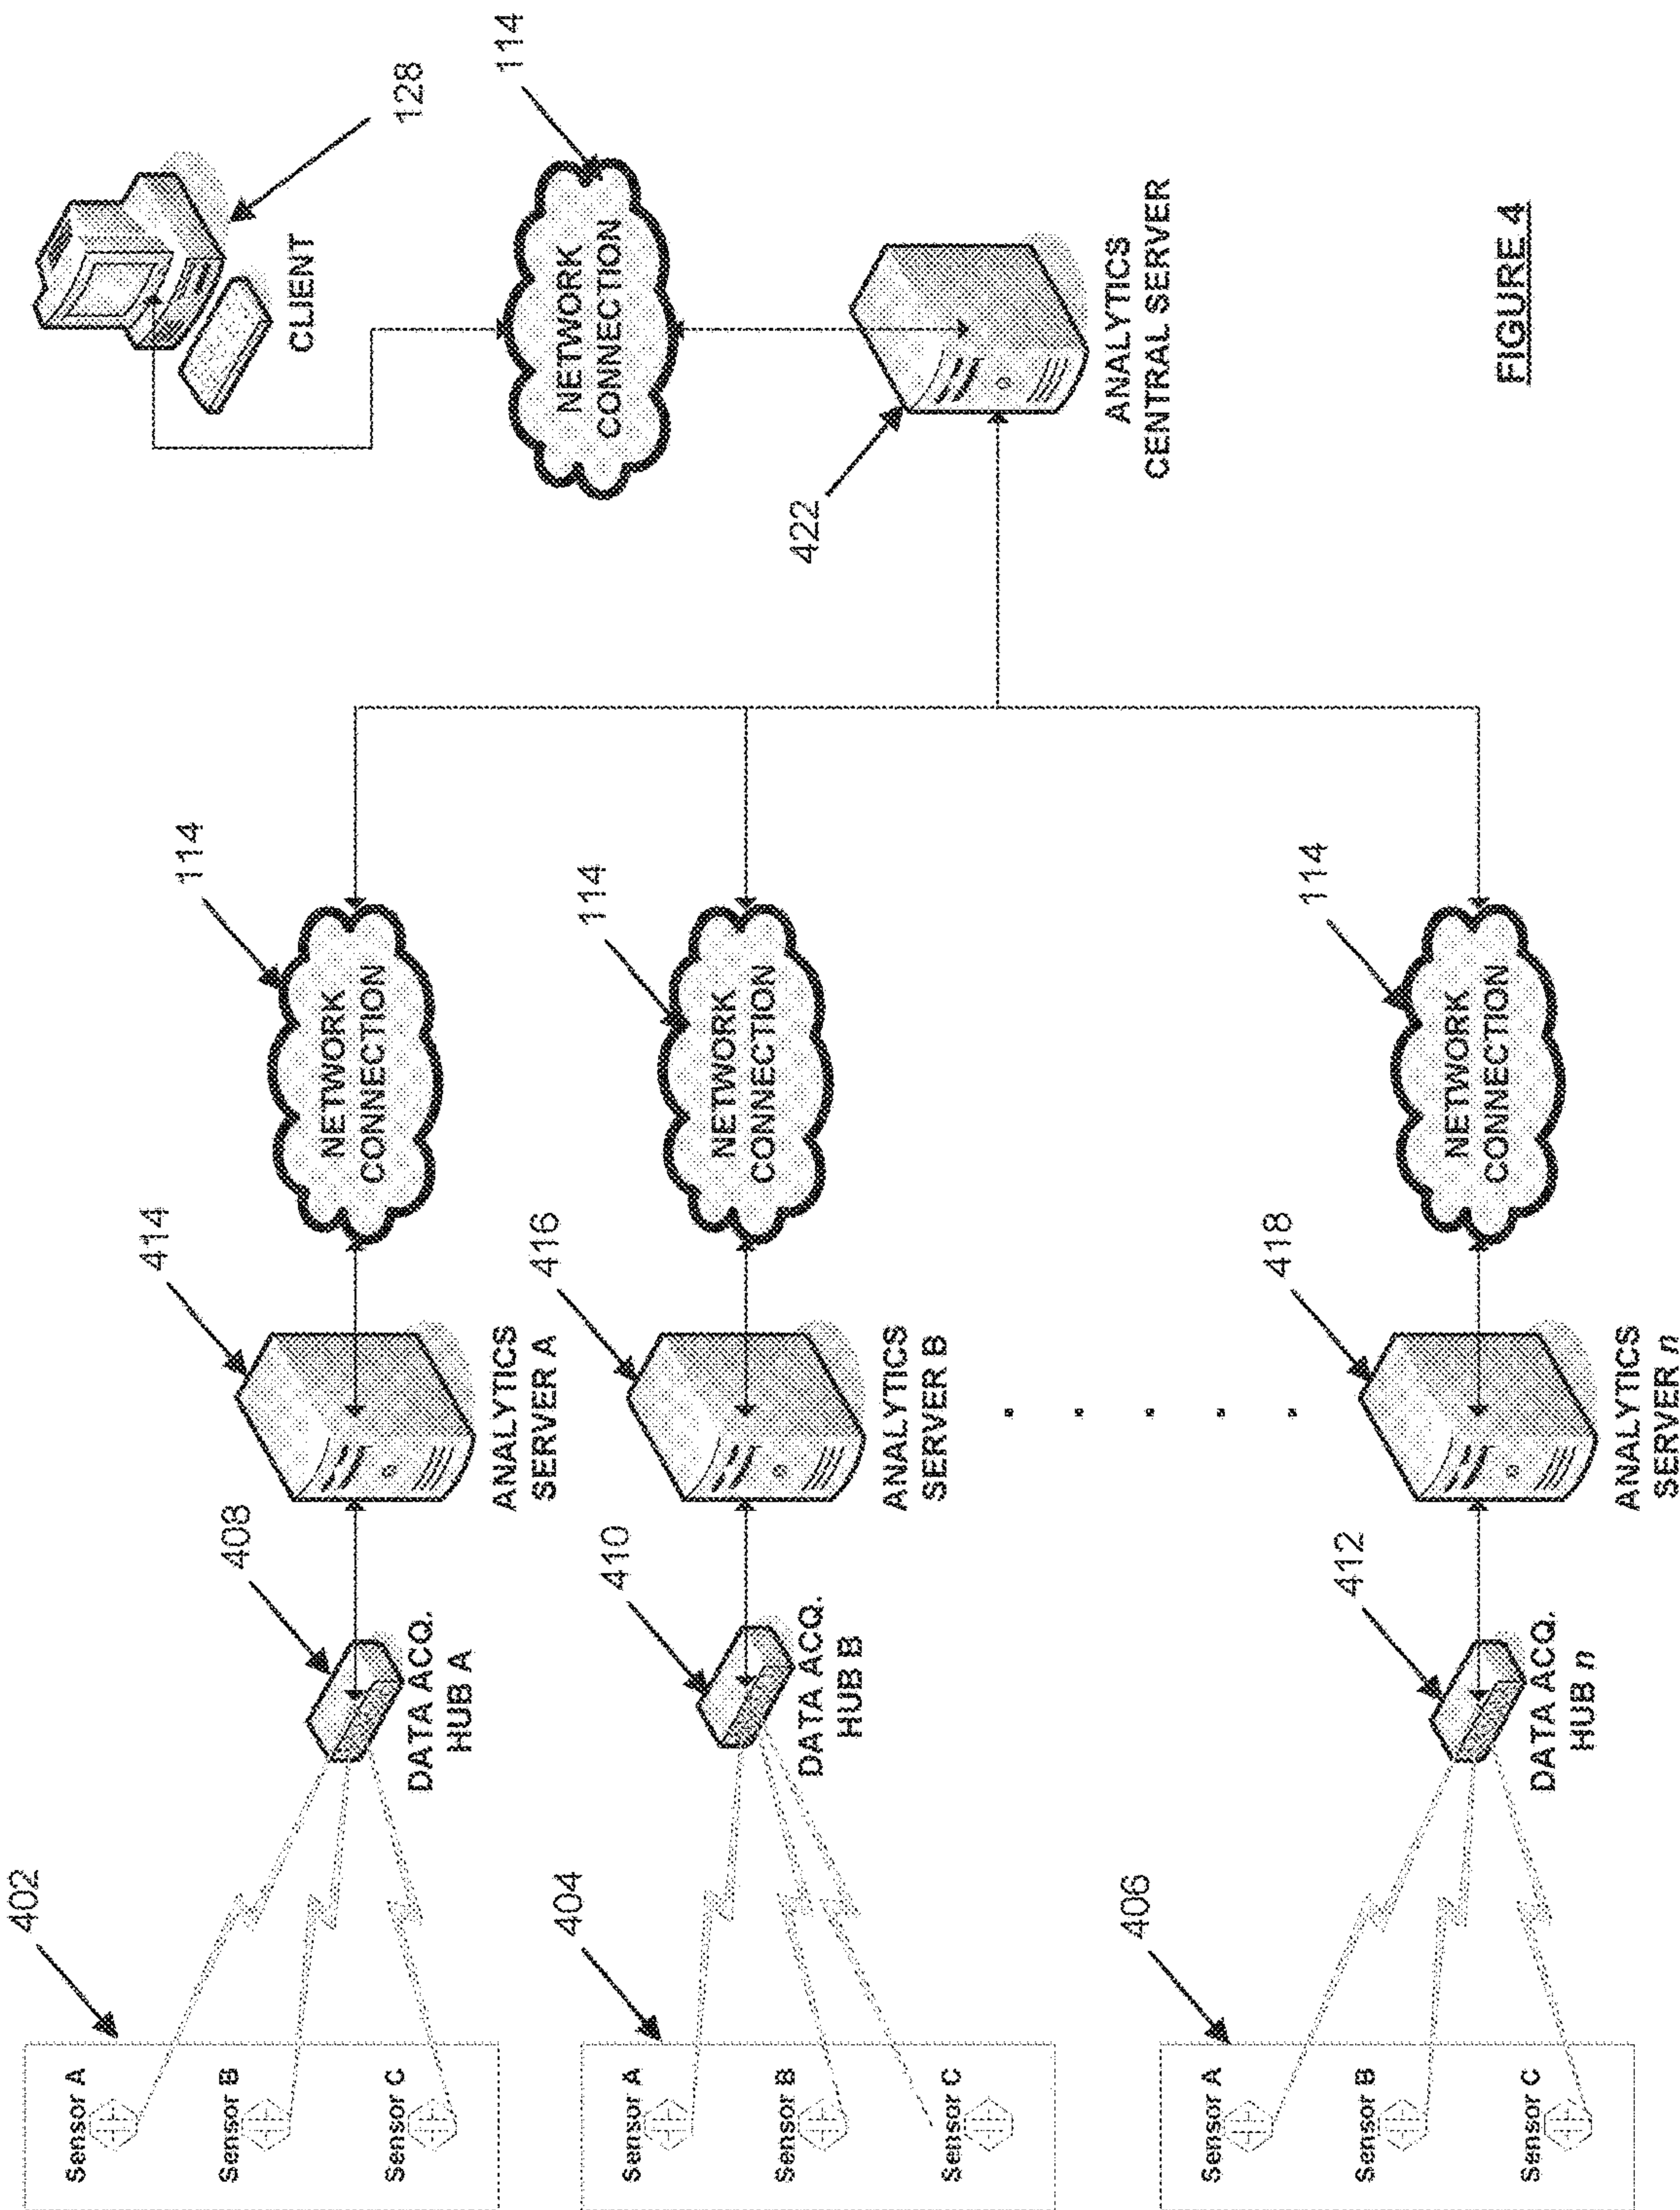 402
Sensor A
Sensor B
Sensor C
408
DATA ACQ.
HUB A
414
ANALYTICS
SERVER A
114
NETWORK
CONNECTION
404
Sensor A
Sensor B
Sensor C
410
DATA ACQ.
HUB B
416
ANALYTICS
SERVER B
114
NETWORK
CONNECTION
406
Sensor A
Sensor B
Sensor C
412
DATA ACQ.
HUB n
418
ANALYTICS
SERVER n
114
NETWORK
CONNECTION
128
CLIENT
114
NETWORK
CONNECTION
422
ANALYTICS
CENTRAL SERVER
FIGURE 4